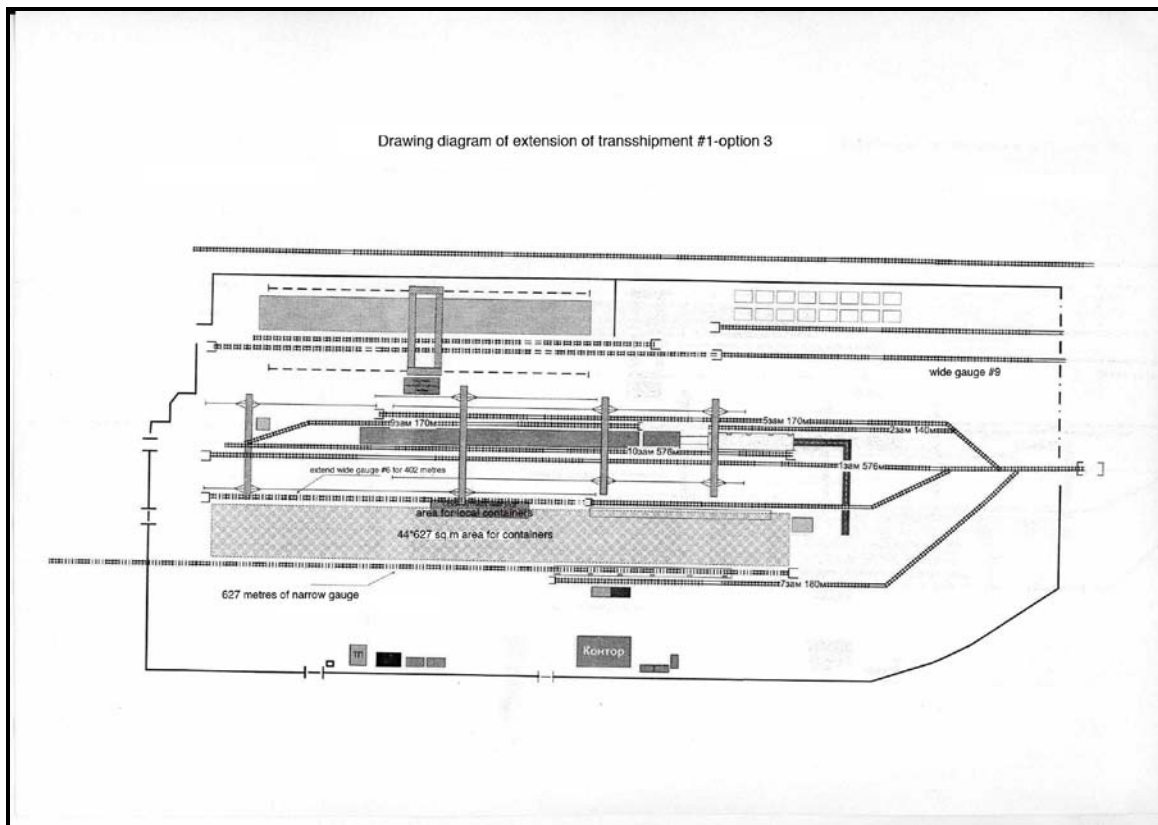 Drawing diagram of extension of transshipment #1-option 3
wide gauge #9
9зам 170м
5зам 170м
2зам 140м
10зам 576м
1зам 576м
extend wide gauge #6 for 402 metres
area for local containers
44*627 sq.m area for containers
7зам 180м
627 metres of narrow gauge
ТП
Контор